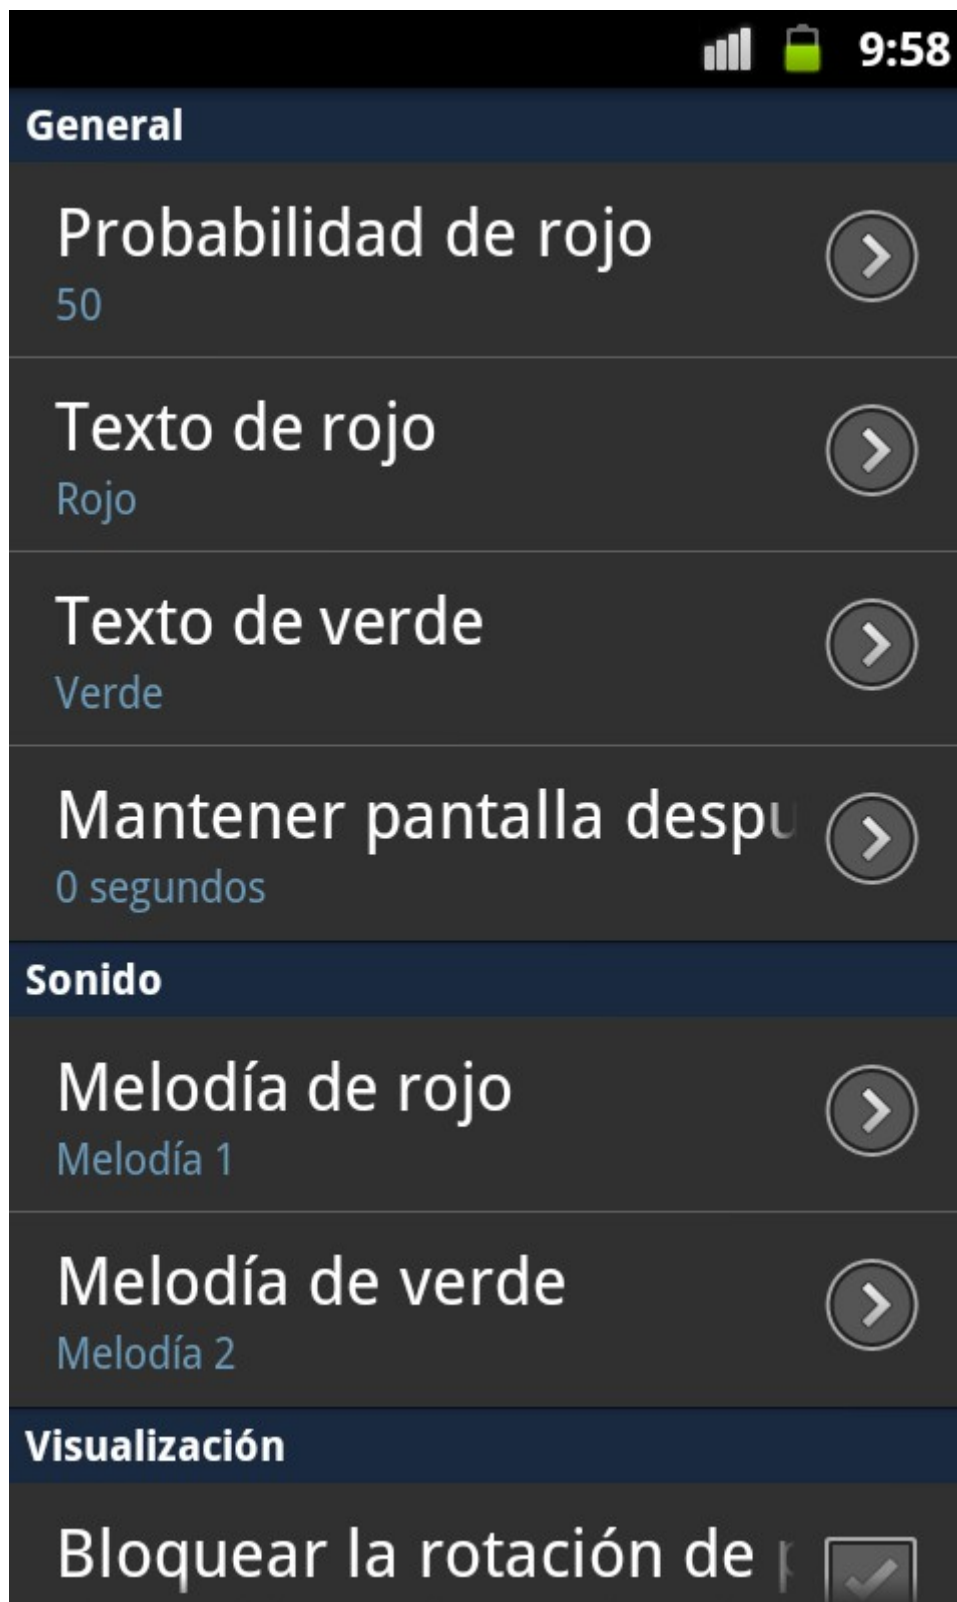 9:58
General
Probabilidad de rojo
50
Texto de rojo
Rojo
Texto de verde
Verde
Mantener pantalla despu
0 segundos
Sonido
Melodía de rojo
Melodía 1
Melodía de verde
Melodía 2
Visualización
Bloquear la rotación de p